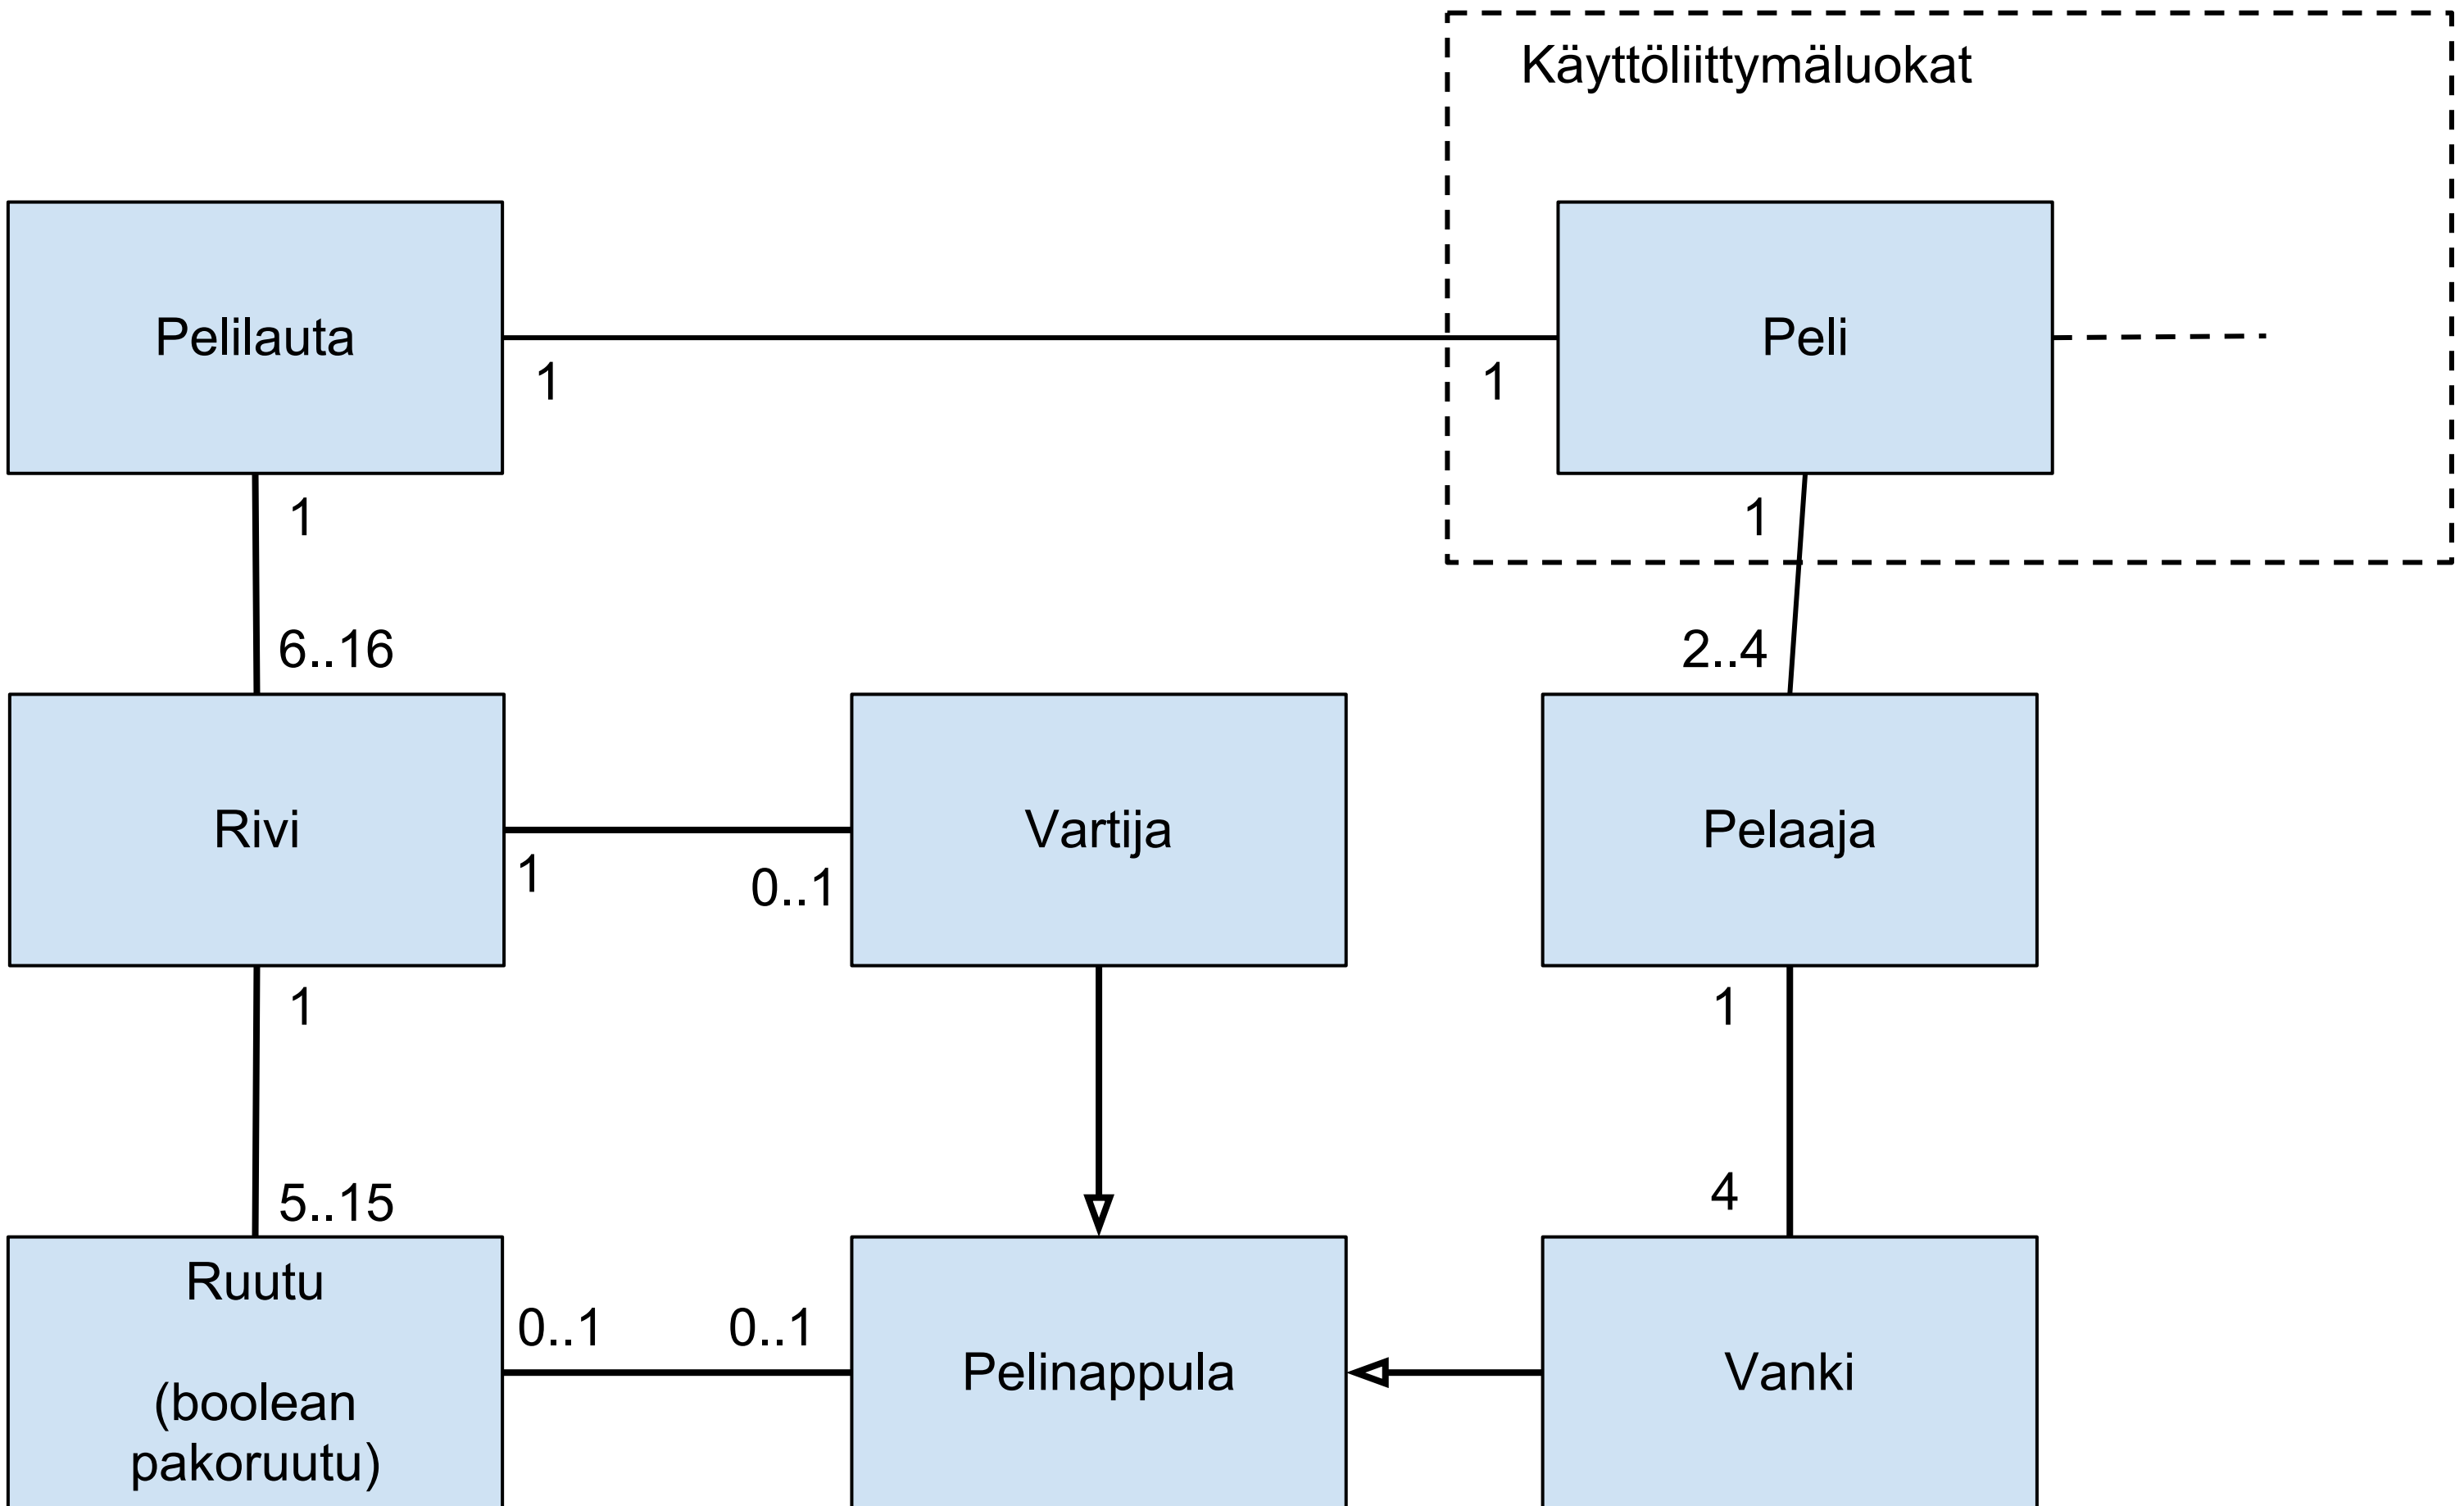 Käyttöliittymäluokat
Pelilauta
Peli
1
1
1
1
6..16
2..4
Rivi
Vartija
Pelaaja
1
0..1
1
1
5..15
4
Ruutu
(boolean
pakoruutu)
0..1
0..1
Pelinappula
Vanki